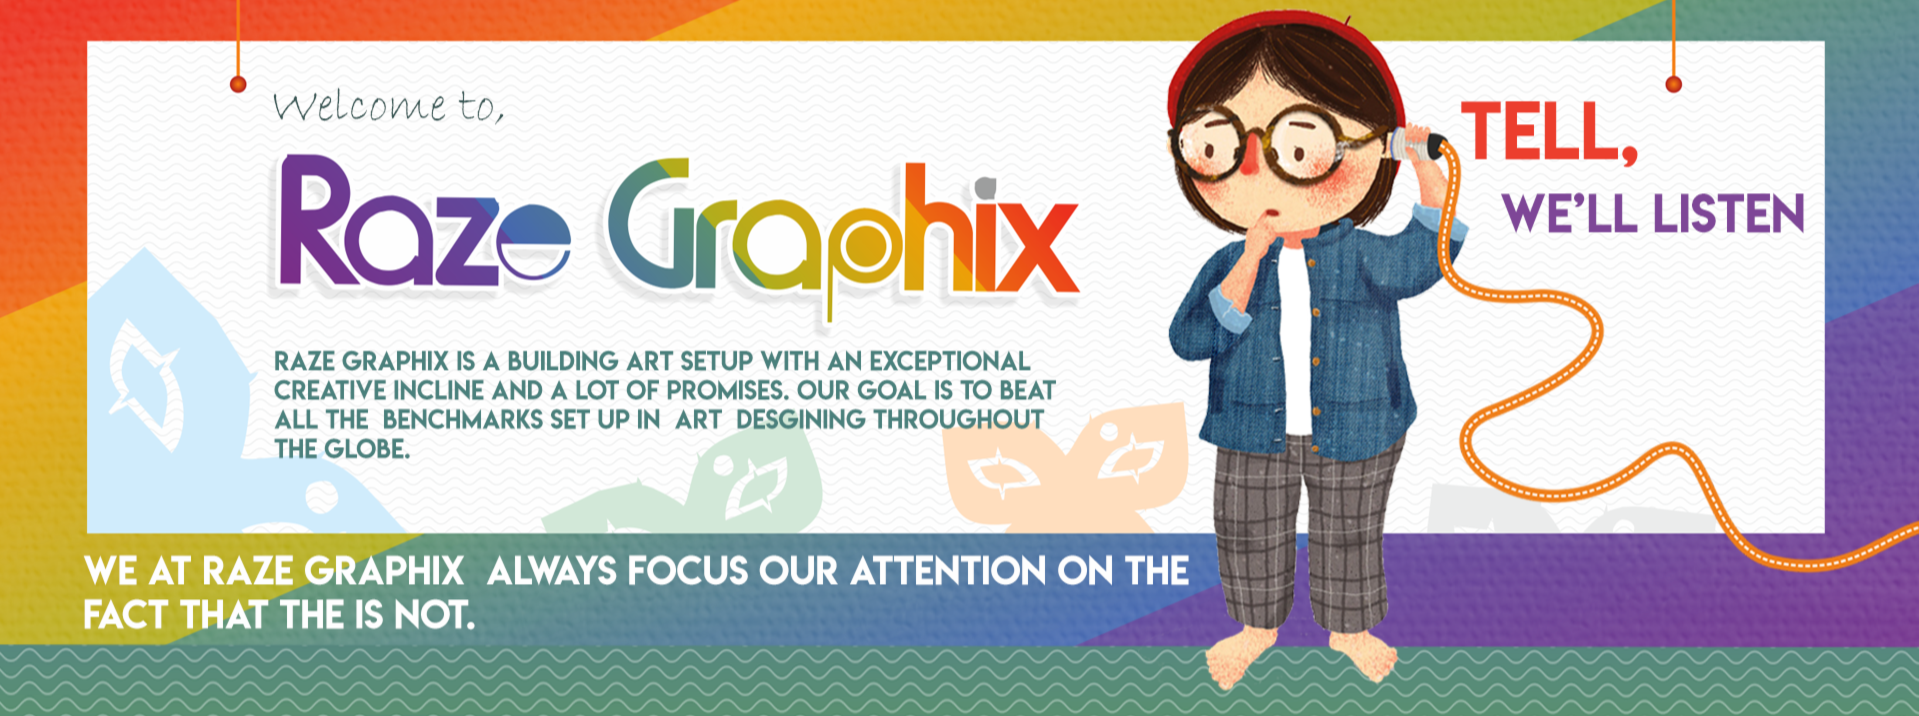 Welcome to,
Raze Graphix
RAZE GRAPHIX IS A BUILDING ART SETUP WITH AN EXCEPTIONAL
CREATIVE INCLINE AND A LOT OF PROMISES. OUR GOAL IS TO BEAT
ALL THE BENCHMARKS SET UP IN ART DESGINING THROUGHOUT
THE GLOBE.
TELL,
WE'LL LISTEN
WE AT RAZE GRAPHIX ALWAYS FOCUS OUR ATTENTION ON THE
FACT THAT THE IS NOT.